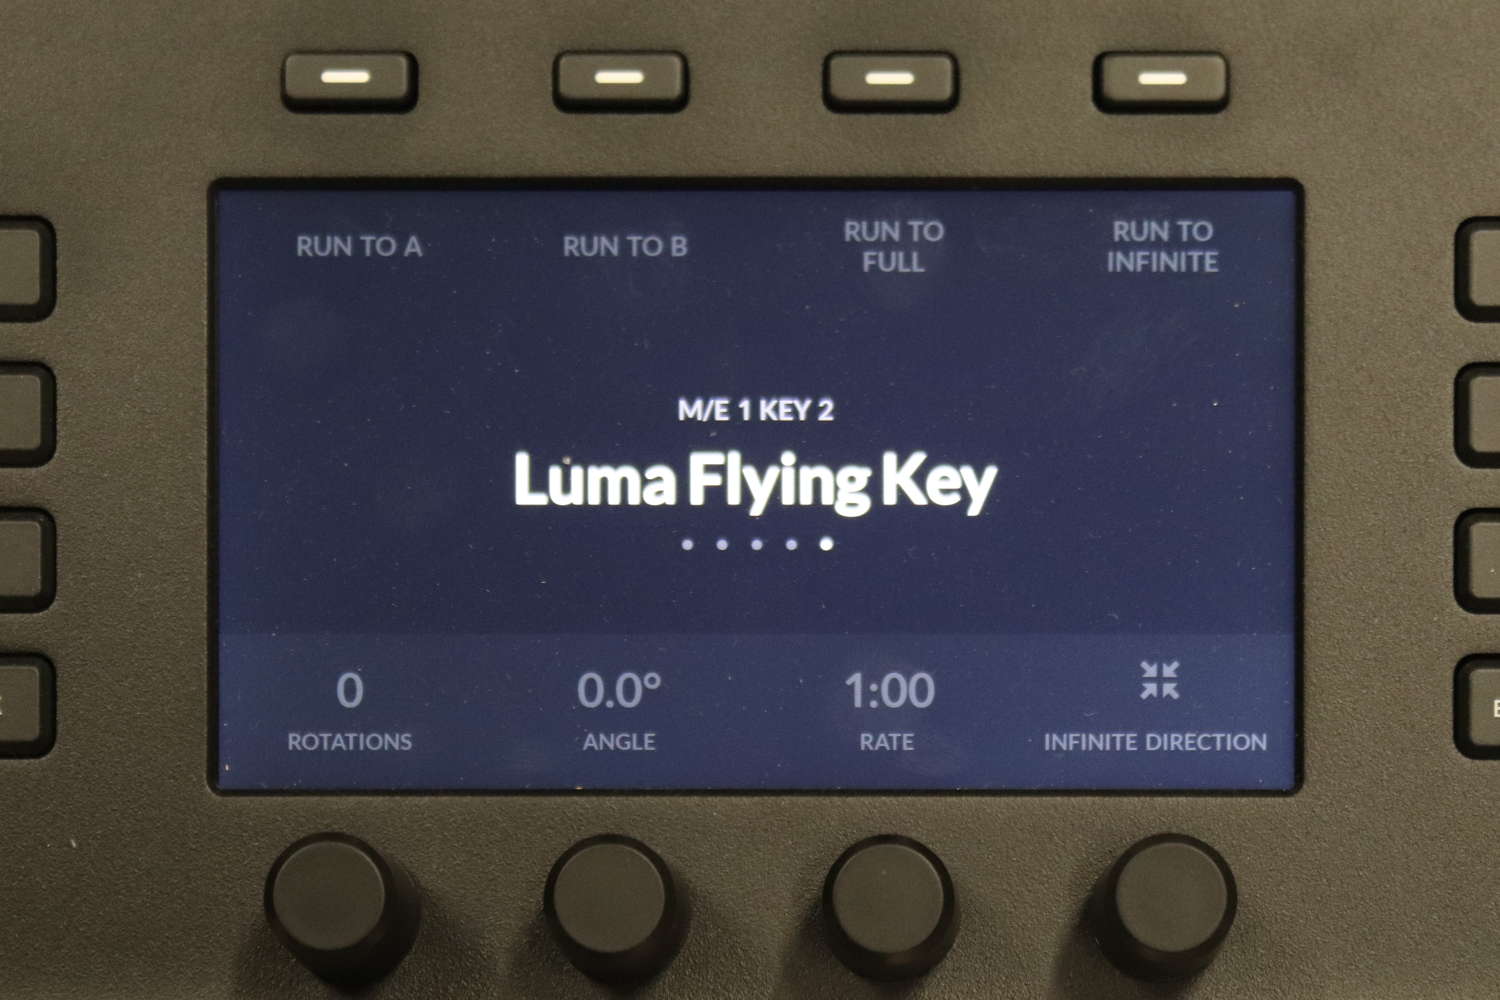 RUN TO A
RUN TO B
RUN TO
FULL
RUN TO
INFINITE
M/E 1 KEY 2
Luma Flying Key
0
ROTATIONS
0.0°
ANGLE
1:00
RATE
INFINITE DIRECTION